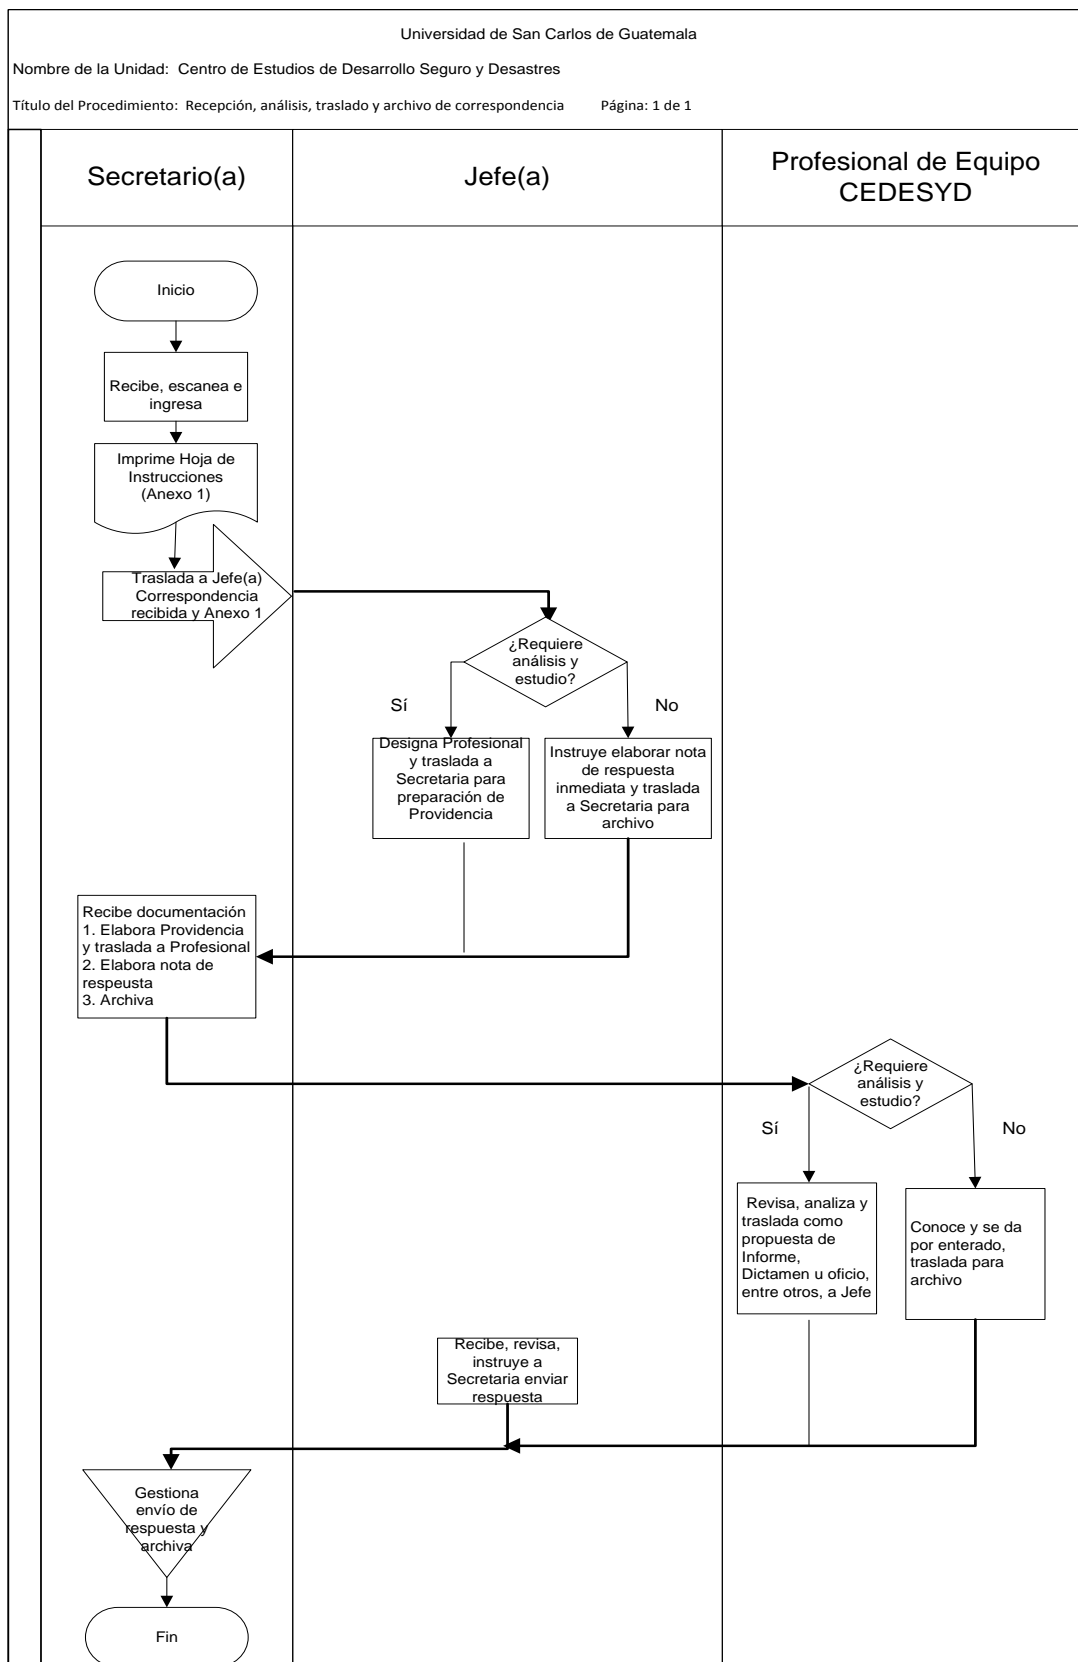 Universidad de San Carlos de Guatemala
Nombre de la Unidad: Centro de Estudios de Desarrollo Seguro y Desastres
Título del Procedimiento: Recepción, análisis, traslado y archivo de correspondencia Página: 1 de 1
Secretario(a)
Jefe(a)
Profesional de Equipo
CEDESYD
Inicio
Recibe, escanea e
ingresa
Imprime Hoja de
Instrucciones
(Anexo 1)
Traslada a Jefe(a)
Correspondencia
recibida y Anexo 1
¿Requiere
análisis y
estudio?
Sí
No
Designa Profesional
y traslada a
Secretaria para
preparación de
Providencia
Instruye elaborar nota
de respuesta
inmediata y traslada
a Secretaria para
archivo
Recibe documentación
1. Elabora Providencia
y traslada a Profesional
2. Elabora nota de
respeusta
3. Archiva
¿Requiere
análisis y
estudio?
Sí
No
Revisa, analiza y
traslada como
propuesta de
Informe,
Dictamen u oficio,
entre otros, a Jefe
Conoce y se da
por enterado,
traslada para
archivo
Recibe, revisa,
instruye a
Secretaria enviar
respuesta
Gestiona
envío de
respuesta y
archiva
Fin